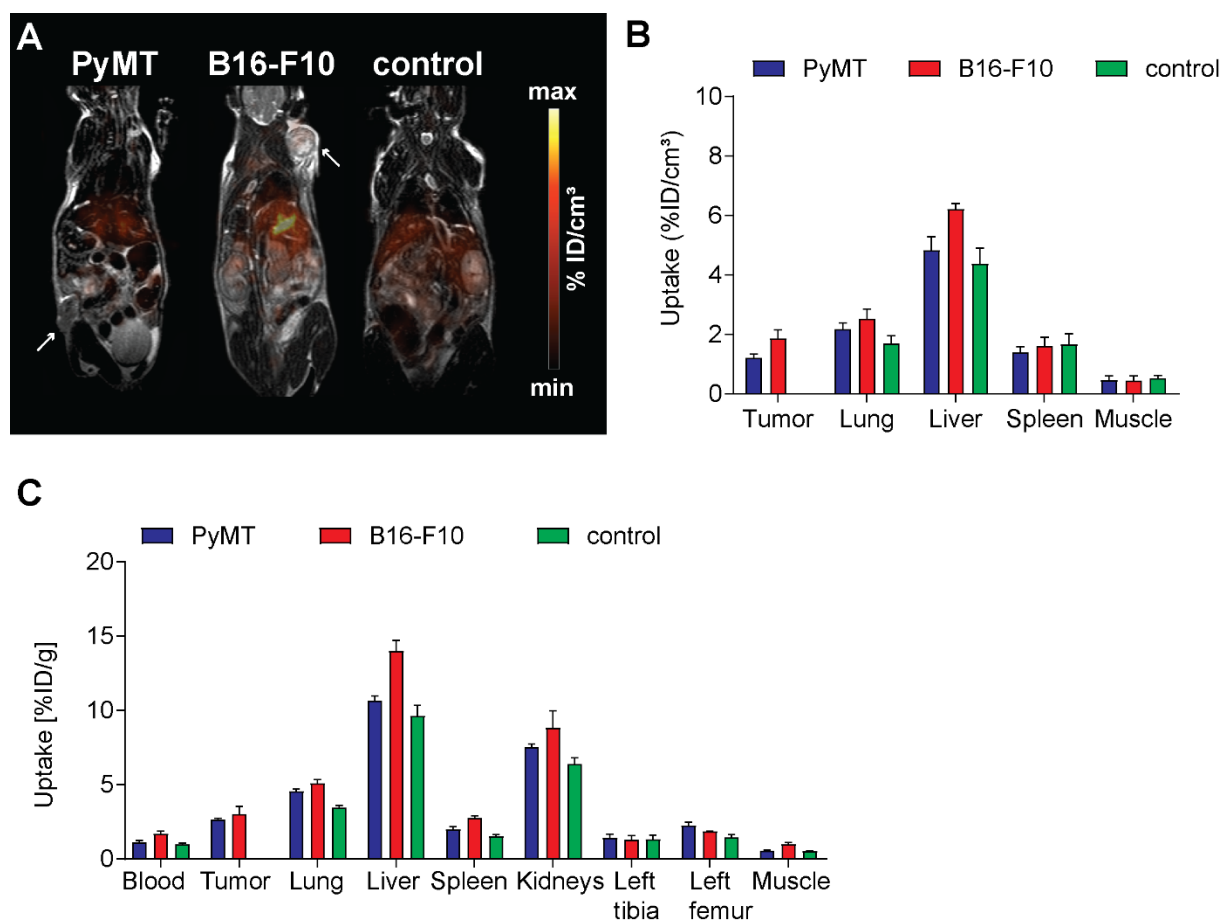 A
PyMT B16-F10 control
max
% ID/cm³
min
B
PyMT B16-F10 control
Uptake (%ID/cm³)
10
8
6
4
2
0
Tumor Lung Liver Spleen Muscle
C
PyMT B16-F10 control
Uptake [%ID/g]
20
15
10
5
0
Blood Tumor Lung Liver Spleen Kidneys Left tibia Left femur Muscle